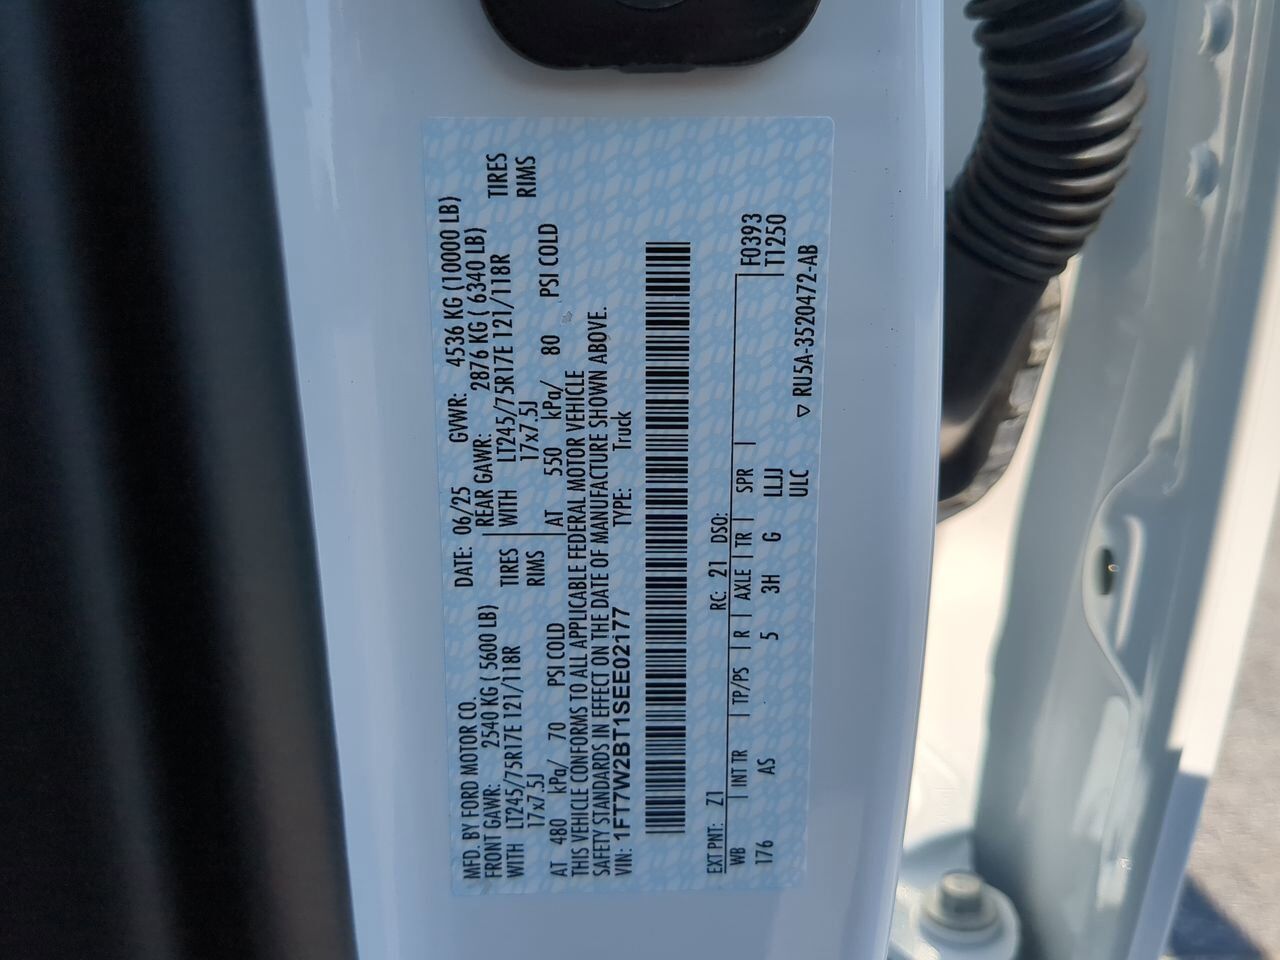 MFD. BY FORD MOTOR CO.
DATE: 06/25 GVWR: 4536 KG (10000 LB)
FRONT GAWR: 2540 KG ( 5600 LB) REAR GAWR: 2876 KG ( 6340 LB)
WITH LT245/75R17E 121/118R TIRES WITH LT245/75R17E 121/118R TIRES
17x7.5J RIMS 17x7.5J RIMS
AT 480 kPa/ 70 PSI COLD AT 550 kPa/ 80 PSI COLD
THIS VEHICLE CONFORMS TO ALL APPLICABLE FEDERAL MOTOR VEHICLE
SAFETY STANDARDS IN EFFECT ON THE DATE OF MANUFACTURE SHOWN ABOVE.
VIN: 1FT7W2BT1SEE02177 TYPE: Truck
EXT PNT: Z1 RC: 21 DSO: F0393
WB INT TR TP/PS R AXLE TR SPR T1250
176 AS 5 3H G LLJJ
ULC ▽ RU5A-3520472-AB